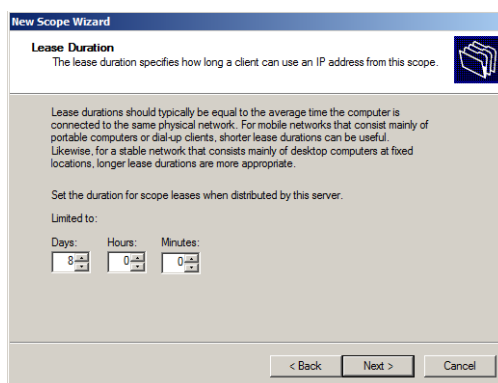 New Scope Wizard
Lease Duration
The lease duration specifies how long a client can use an IP address from this scope.
Lease durations should typically be equal to the average time the computer is
connected to the same physical network. For mobile networks that consist mainly of
portable computers or dial-up clients, shorter lease durations can be useful.
Likewise, for a stable network that consists mainly of desktop computers at fixed
locations, longer lease durations are more appropriate.
Set the duration for scope leases when distributed by this server.
Limited to:
Days: Hours: Minutes:
8 0 0
< Back Next > Cancel